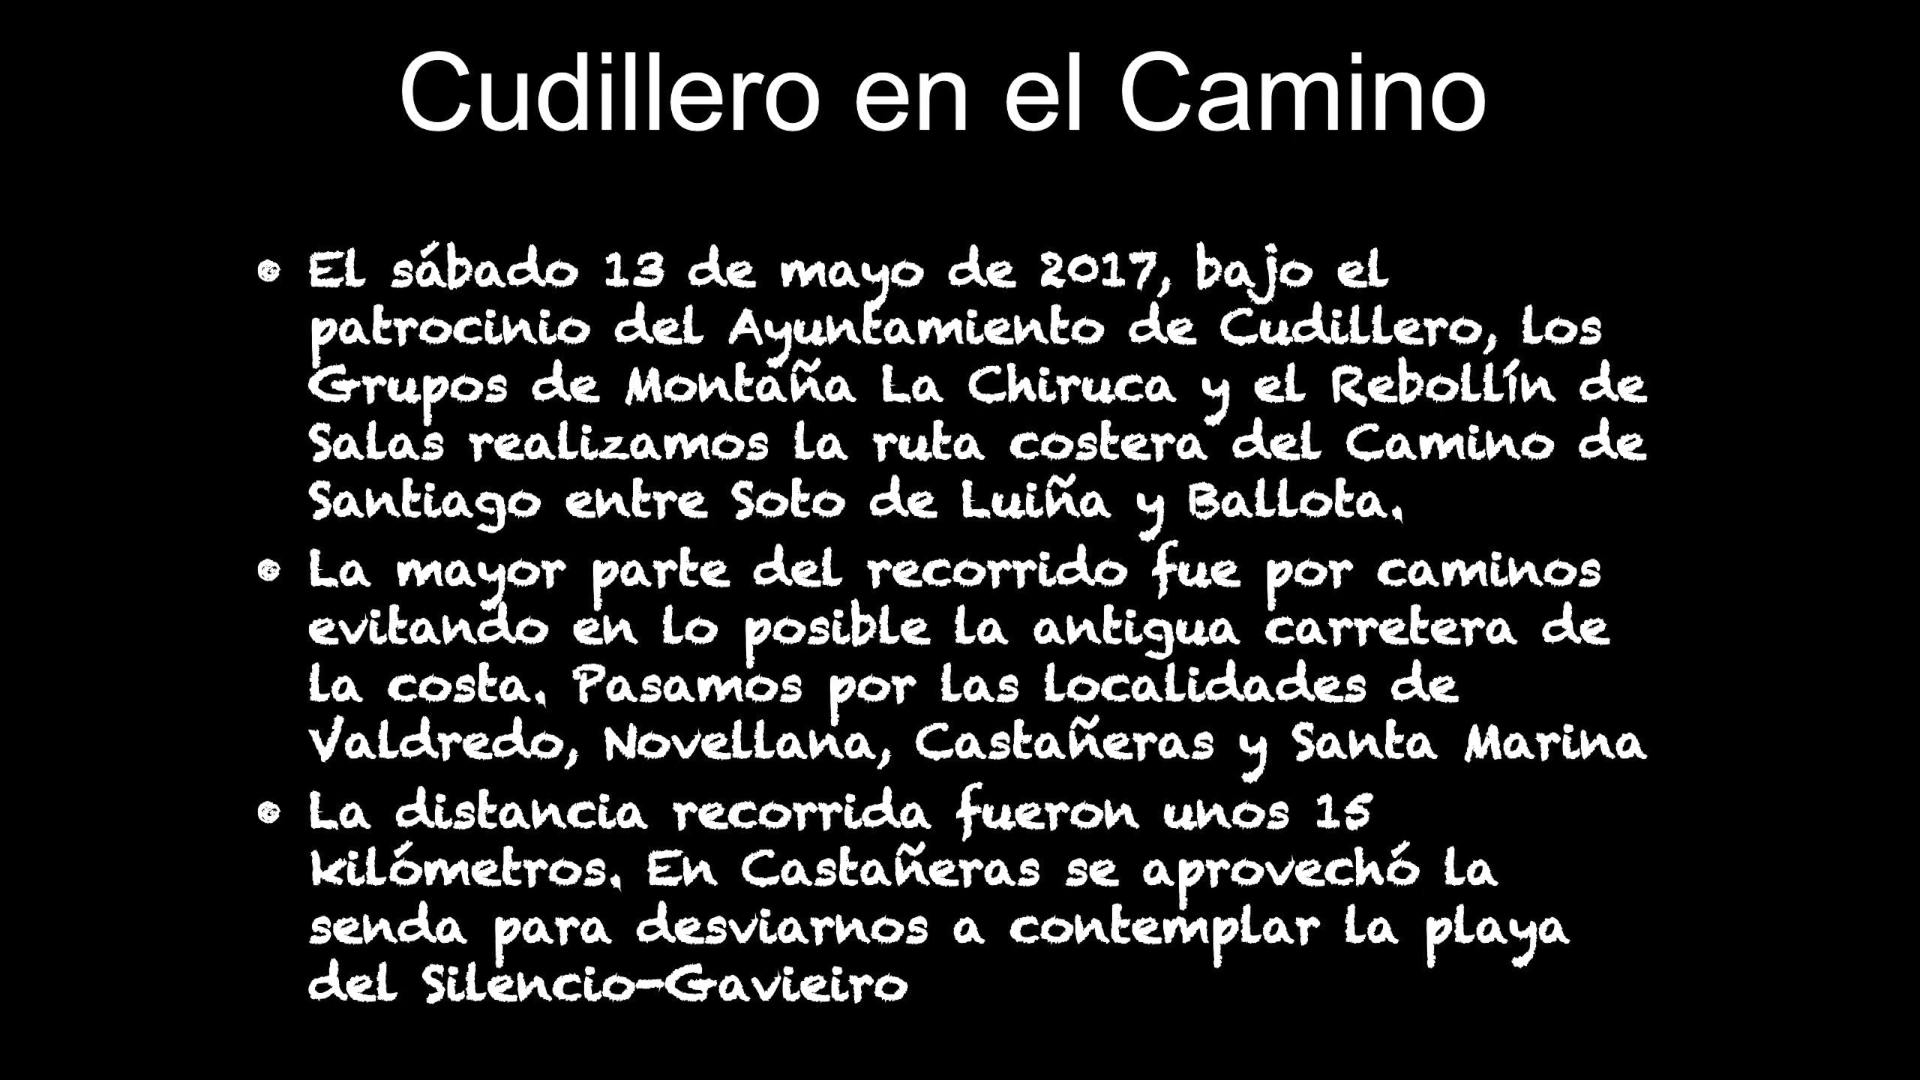 Cudillero en el Camino
• El sábado 13 de mayo de 2017, bajo el
patrocinio del Ayuntamiento de Cudillero, los
Grupos de Montaña La Chiruca y el Rebollín de
Salas realizamos la ruta costera del Camino de
Santiago entre Soto de Luiña y Ballota.
• La mayor parte del recorrido fue por caminos
evitando en lo posible la antigua carretera de
la costa. Pasamos por las localidades de
Valdredo, Novellana, Castañeras y Santa Marina
• La distancia recorrida fueron unos 15
kilómetros. En Castañeras se aprovechó la
senda para desviarnos a contemplar la playa
del Silencio-Gavieiro